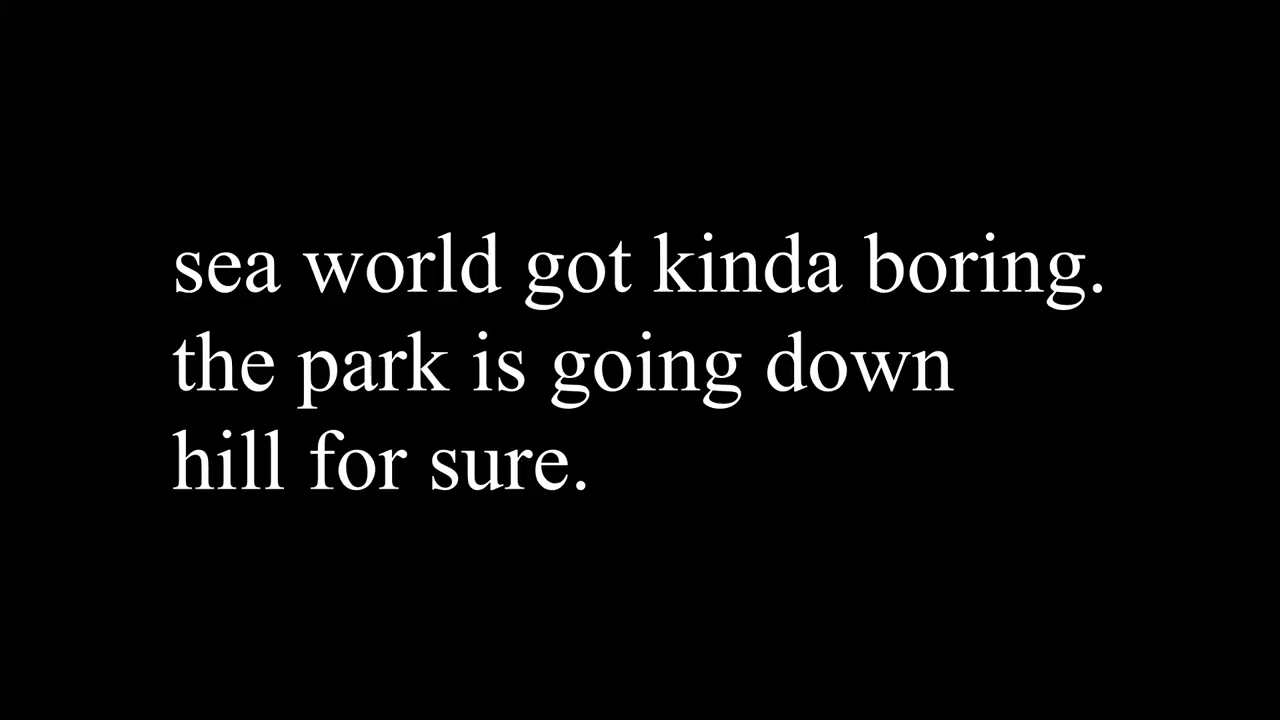 sea world got kinda boring.
the park is going down
hill for sure.